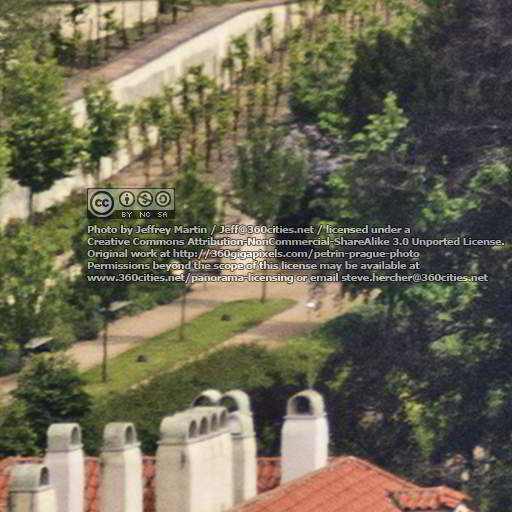 cc
BY NC SA
Photo by Jeffrey Martin / Jeff@360cities.net / licensed under a
Creative Commons Attribution-NonCommercial-ShareAlike 3.0 Unported License.
Original work at http://360gigapixels.com/petrin-prague-photo
Permissions beyond the scope of this license may be available at
www.360cities.net/panorama-licensing or email steve.hercher@360cities.net